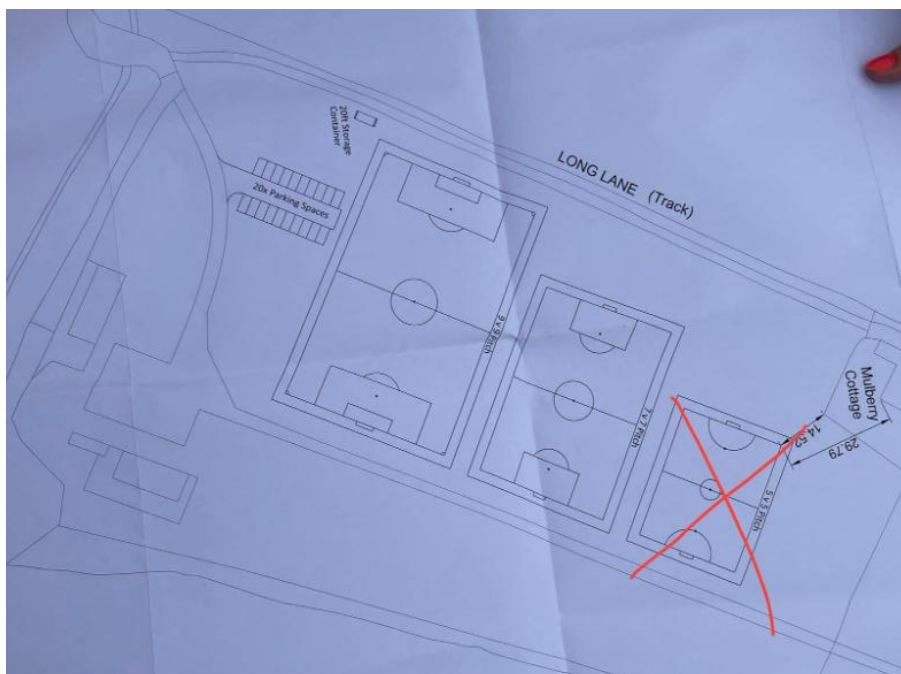 20ft Storage
Container
20x Parking Spaces
LONG LANE (Track)
9 v 9 Pitch
7 v 7 Pitch
5 v 5 Pitch
Mulberry
Cottage
14.52
29.79